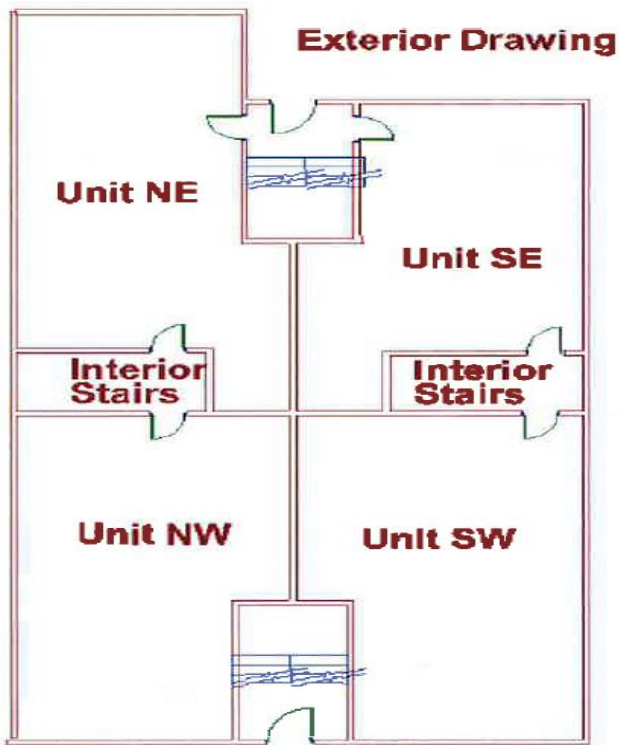 Exterior Drawing
Unit NE
Unit SE
Interior
Stairs
Interior
Stairs
Unit NW
Unit SW